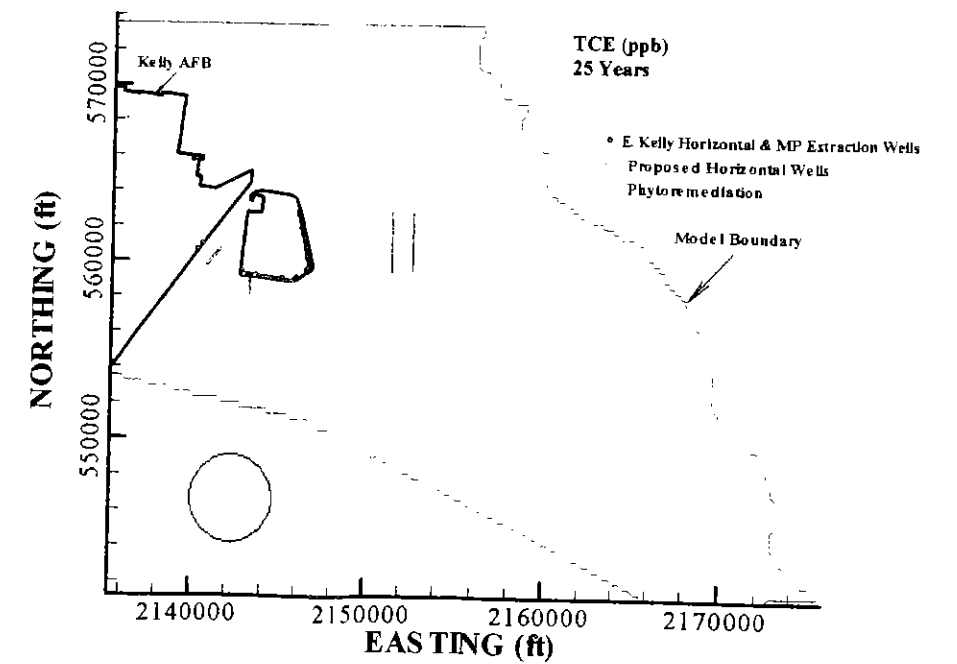 TCE (ppb)
25 Years
Kelly AFB
E. Kelly Horizontal & MP Extraction Wells
Proposed Horizontal Wells
Phytoremediation
Model Boundary
NORTHING (ft)
570000
560000
550000
2140000
2150000
2160000
2170000
EASTING (ft)